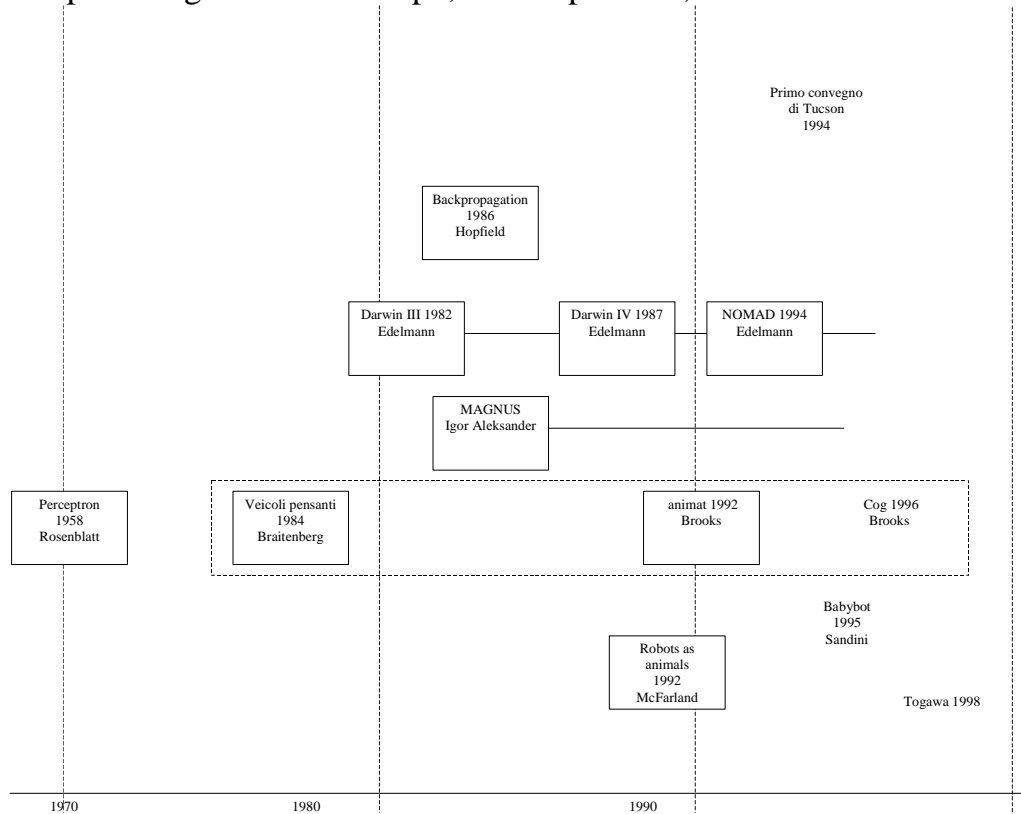 Primo convegno
di Tucson
1994
Backpropagation
1986
Hopfield
Darwin III 1982
Edelmann
Darwin IV 1987
Edelmann
NOMAD 1994
Edelmann
MAGNUS
Igor Aleksander
Perceptron
1958
Rosenblatt
Veicoli pensanti
1984
Braitenberg
animat 1992
Brooks
Cog 1996
Brooks
Babybot
1995
Sandini
Robots as
animals
1992
McFarland
Togawa 1998
1970
1980
1990